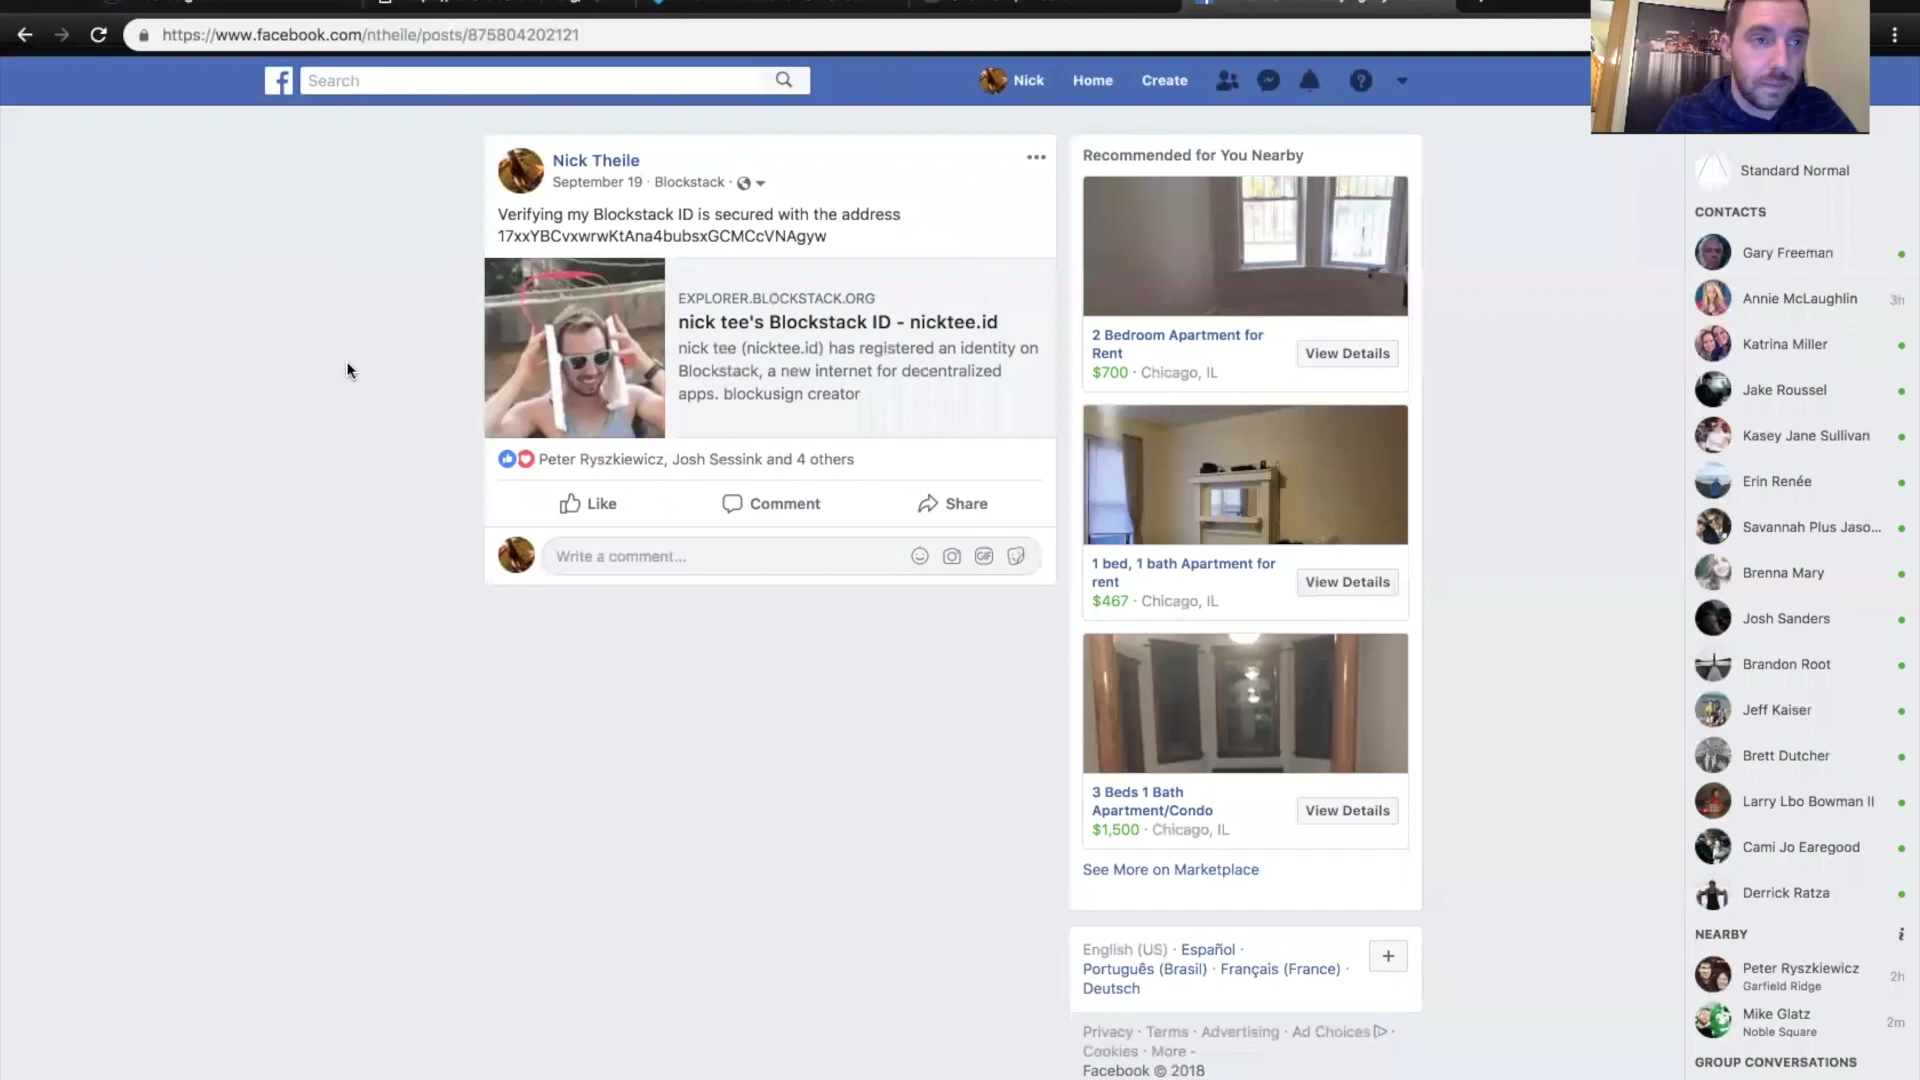 https://www.facebook.com/ntheile/posts/875804202121
Search
Nick
Home
Create
Nick Theile
September 19 · Blockstack ·
Verifying my Blockstack ID is secured with the address
17xxYBCvxwrwKtAna4bubsxGCMCcVNAgyw
EXPLORER.BLOCKSTACK.ORG
nick tee's Blockstack ID - nicktee.id
nick tee (nicktee.id) has registered an identity on
Blockstack, a new internet for decentralized
apps. blockusign creator
Peter Ryszkiewicz, Josh Sessink and 4 others
Like
Comment
Share
Write a comment...
GIF
Recommended for You Nearby
2 Bedroom Apartment for
Rent
$700 · Chicago, IL
View Details
1 bed, 1 bath Apartment for
rent
$467 · Chicago, IL
View Details
3 Beds 1 Bath
Apartment/Condo
$1,500 · Chicago, IL
View Details
See More on Marketplace
English (US) · Español ·
Português (Brasil) · Français (France) ·
Deutsch
Privacy · Terms · Advertising · Ad Choices ·
Cookies · More
Facebook © 2018
Standard Normal
CONTACTS
Gary Freeman
Annie McLaughlin 3h
Katrina Miller
Jake Roussel
Kasey Jane Sullivan
Erin Renée
Savannah Plus Jaso...
Brenna Mary
Josh Sanders
Brandon Root
Jeff Kaiser
Brett Dutcher
Larry Lbo Bowman II
Cami Jo Earegood
Derrick Ratza
NEARBY
Peter Ryszkiewicz 2h
Garfield Ridge
Mike Glatz 2m
Noble Square
GROUP CONVERSATIONS